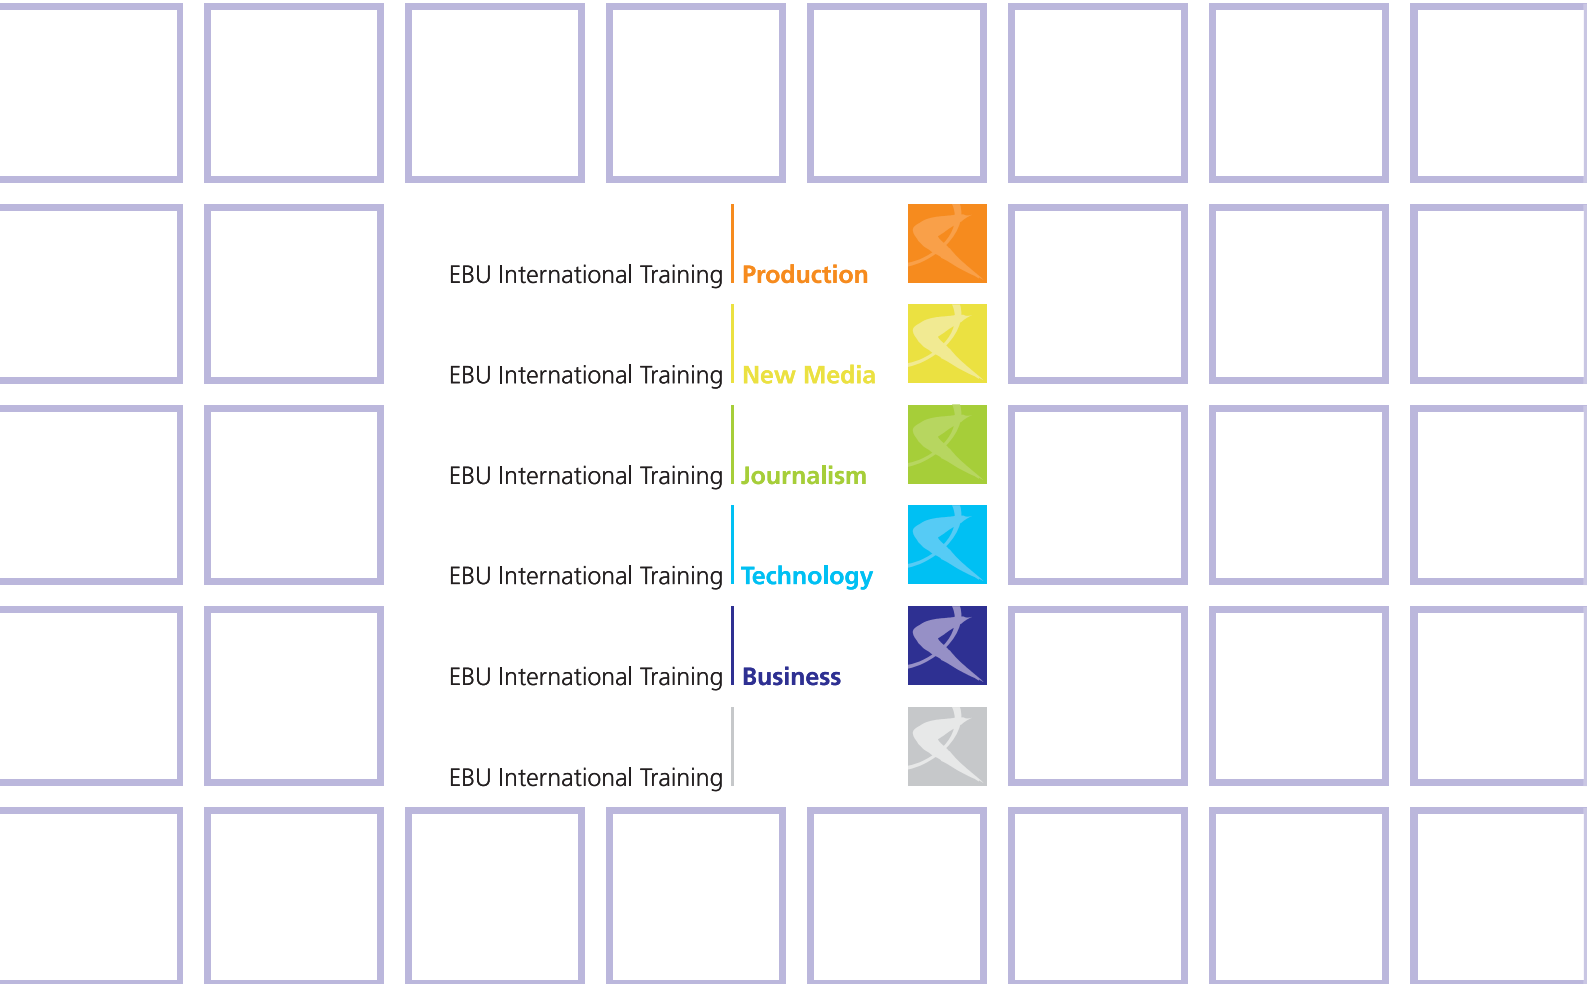 EBU International Training Production
EBU International Training New Media
EBU International Training Journalism
EBU International Training Technology
EBU International Training Business
EBU International Training